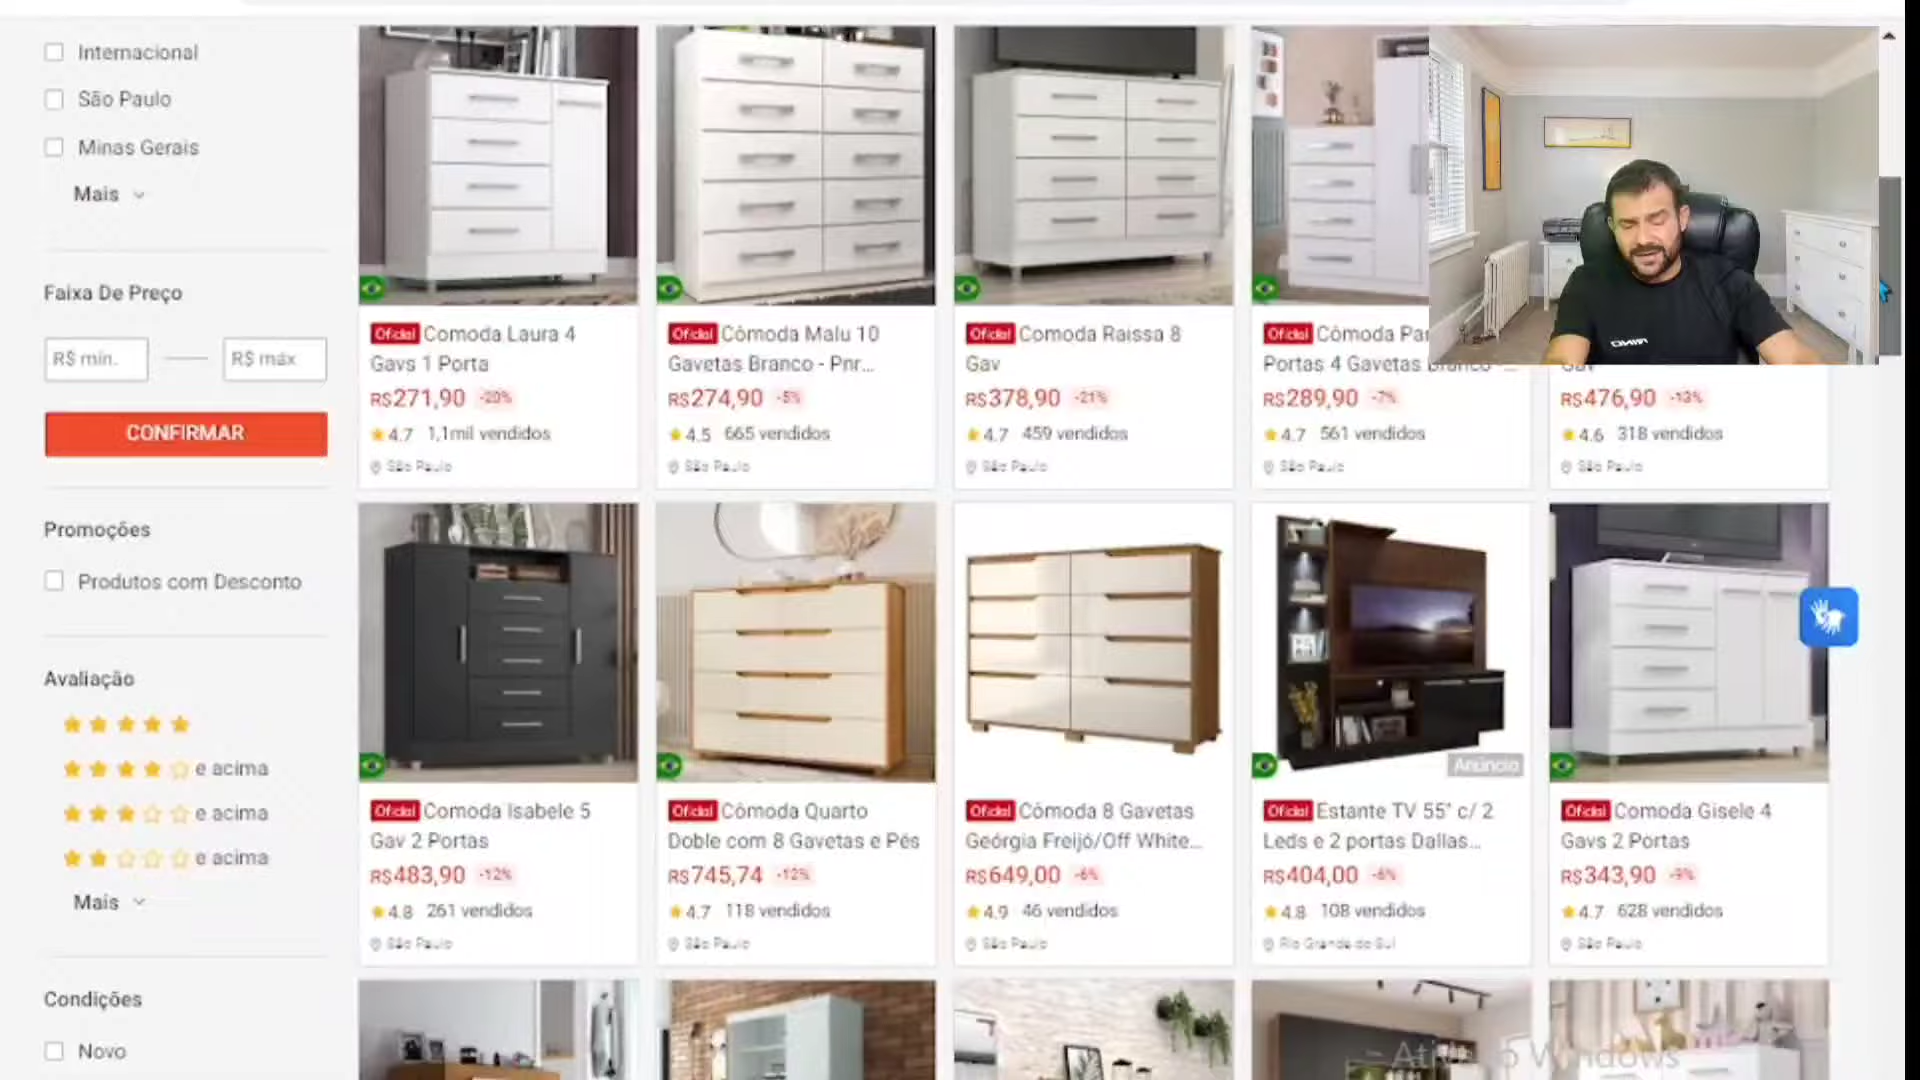 Internacional
São Paulo
Minas Gerais
Mais
Faixa De Preço
R$ mín.
R$ máx
CONFIRMAR
Promoções
Produtos com Desconto
Avaliação
e acima
e acima
e acima
Mais
Condições
Novo
Oficial Comoda Laura 4
Gavs 1 Porta
R$271,90 -20%
4.7 1,1mil vendidos
São Paulo
Oficial Cômoda Malu 10
Gavetas Branco - Pnr...
R$274,90 -5%
4.5 665 vendidos
São Paulo
Oficial Comoda Raissa 8
Gav
R$378,90 -21%
4.7 459 vendidos
São Paulo
Oficial Cômoda Par
Portas 4 Gavetas Branco -...
R$289,90 -7%
4.7 561 vendidos
São Paulo
Gav
R$476,90 -13%
4.6 318 vendidos
São Paulo
Oficial Comoda Isabele 5
Gav 2 Portas
R$483,90 -12%
4.8 261 vendidos
São Paulo
Oficial Cômoda Quarto
Doble com 8 Gavetas e Pés
R$745,74 -12%
4.7 118 vendidos
São Paulo
Oficial Cômoda 8 Gavetas
Geórgia Freijó/Off White...
R$649,00 -6%
4.9 46 vendidos
São Paulo
Anúncio
Oficial Estante TV 55" c/ 2
Leds e 2 portas Dallas...
R$404,00 -6%
4.8 108 vendidos
Rio Grande do Sul
Oficial Comoda Gisele 4
Gavs 2 Portas
R$343,90 -9%
4.7 628 vendidos
São Paulo
Windows